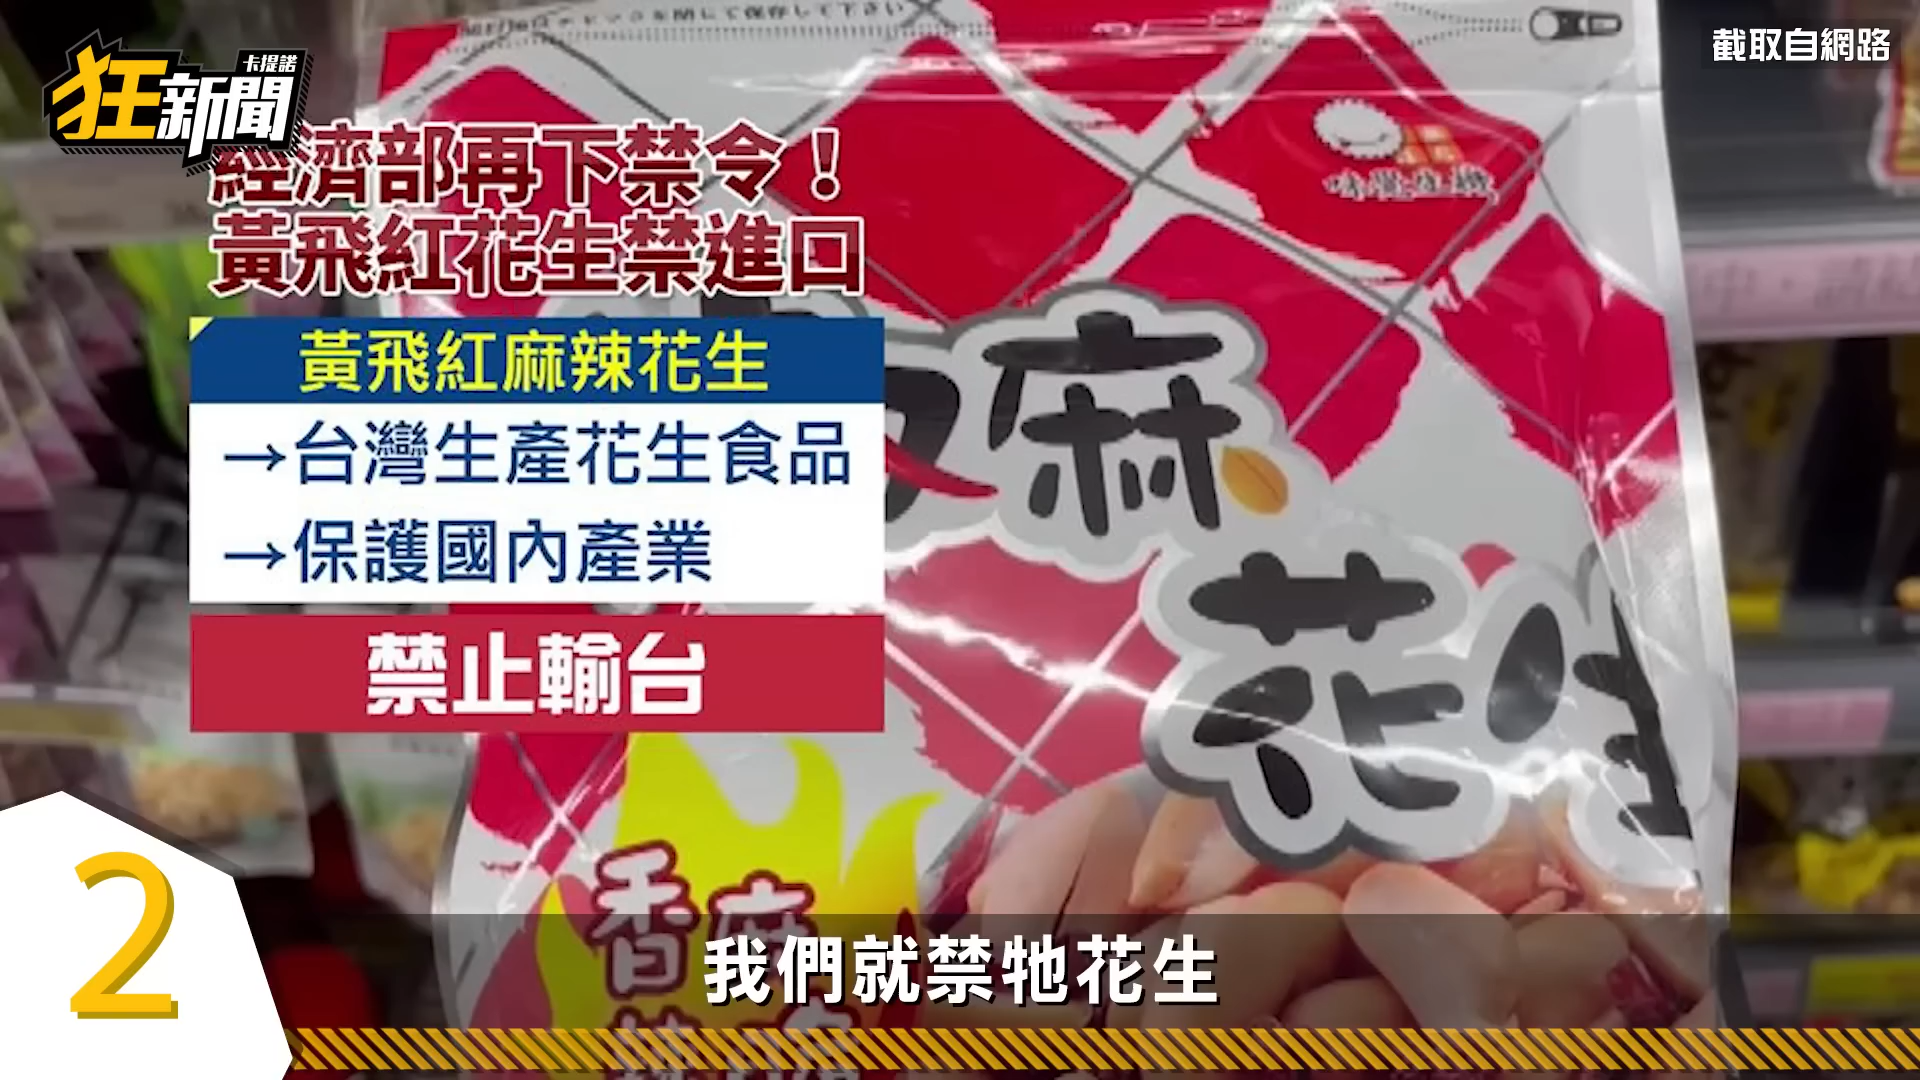 狂新聞
卡提諾
截取自網路
經濟部再下禁令！
黃飛紅花生禁進口
黃飛紅麻辣花生
→台灣生產花生食品
→保護國內產業
禁止輸台
麻
花生
香麻
2
我們就禁牠花生